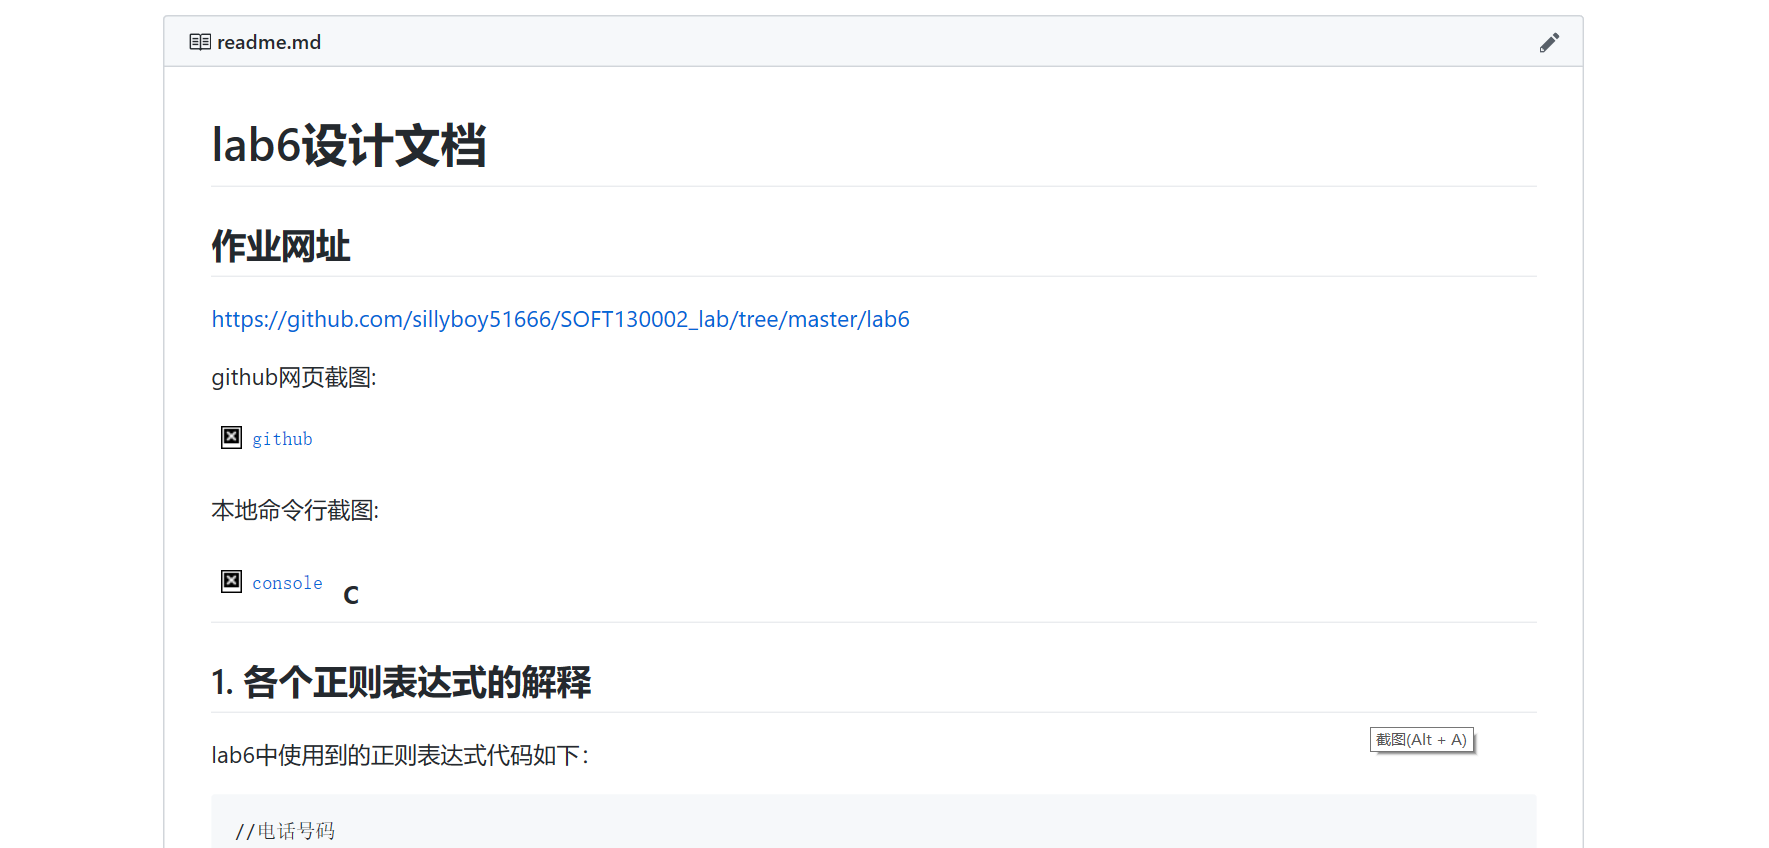 readme.md
lab6设计文档
作业网址
https://github.com/sillyboy51666/SOFT130002_lab/tree/master/lab6
github网页截图:
github
本地命令行截图:
console C
1. 各个正则表达式的解释
截图(Alt + A)
lab6中使用到的正则表达式代码如下：
//电话号码